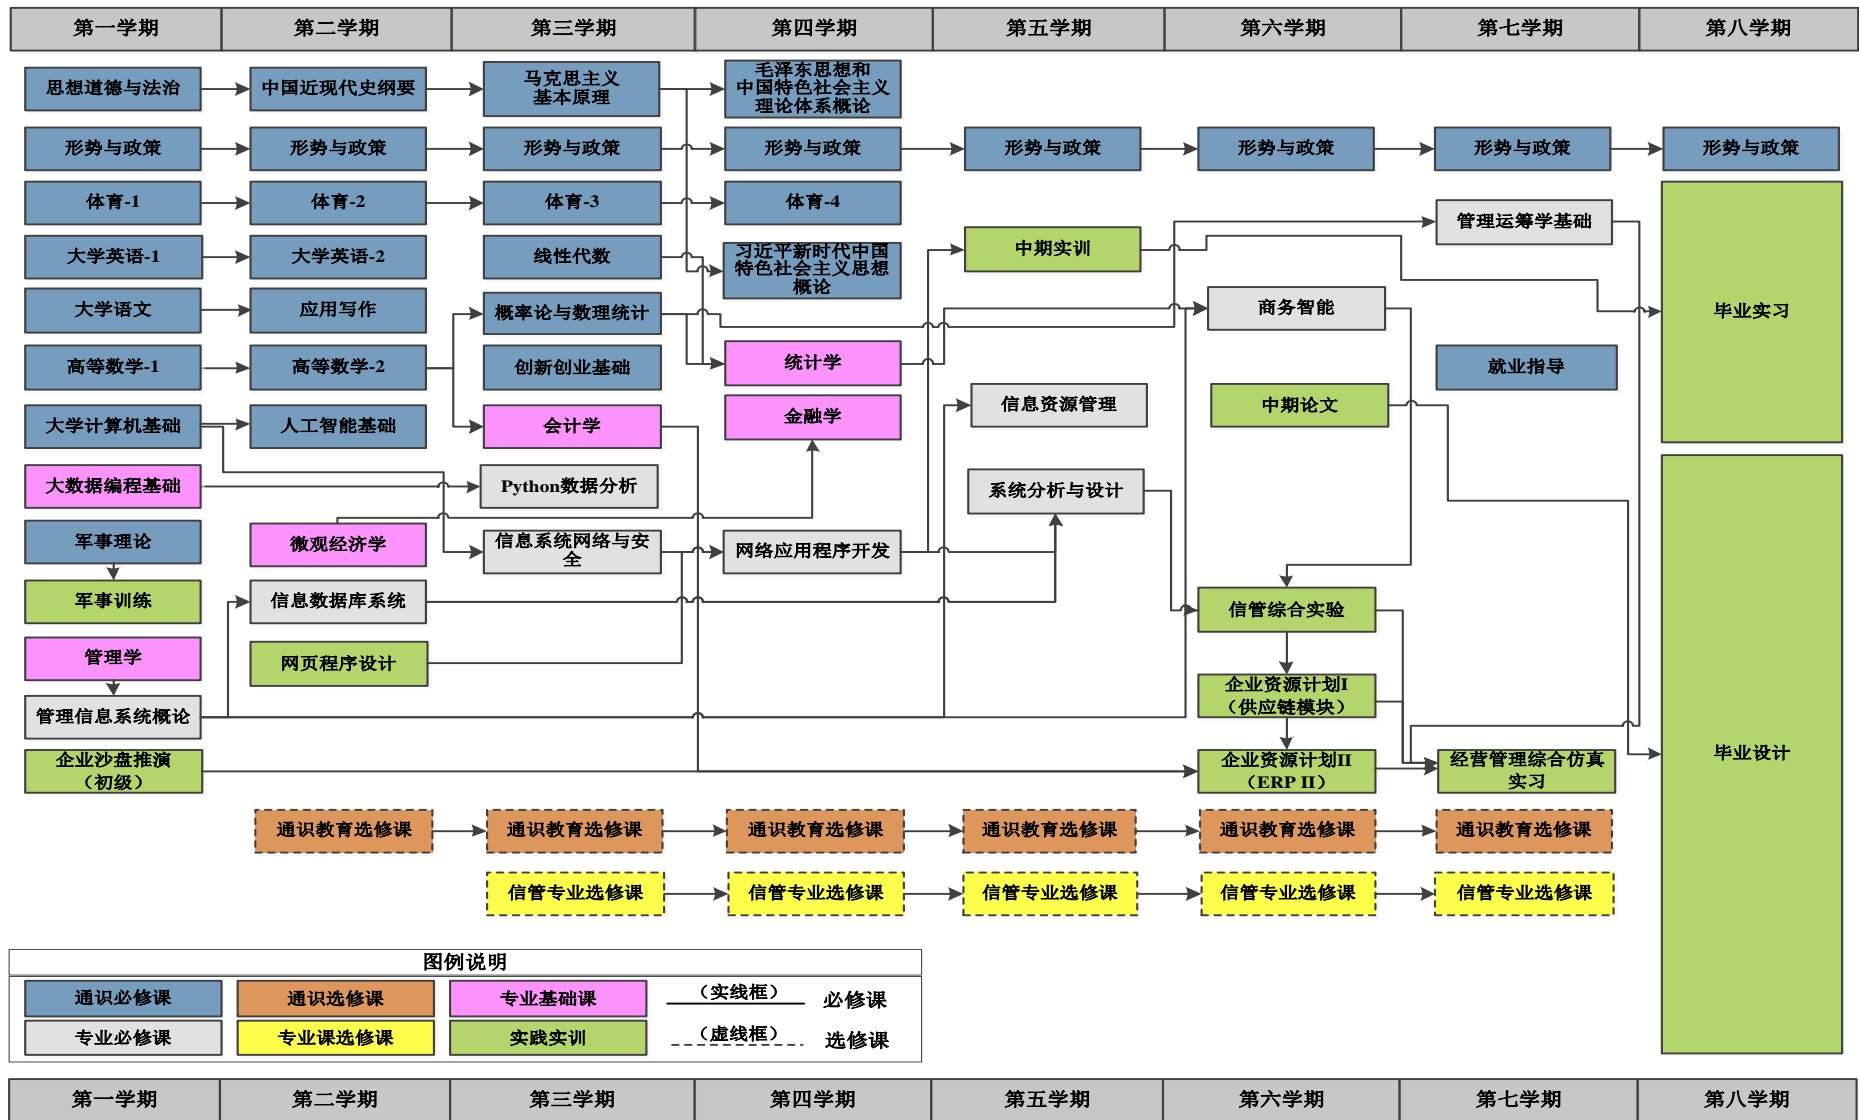 第一学期
第二学期
第三学期
第四学期
第五学期
第六学期
第七学期
第八学期
思想道德与法治
中国近现代史纲要
马克思主义
基本原理
毛泽东思想和
中国特色社会主义
理论体系概论
形势与政策
形势与政策
形势与政策
形势与政策
形势与政策
形势与政策
形势与政策
形势与政策
体育-1
体育-2
体育-3
体育-4
管理运筹学基础
大学英语-1
大学英语-2
线性代数
习近平新时代中国
特色社会主义思想
概论
中期实训
毕业实习
大学语文
应用写作
概率论与数理统计
商务智能
高等数学-1
高等数学-2
创新创业基础
统计学
就业指导
大学计算机基础
人工智能基础
会计学
金融学
信息资源管理
中期论文
大数据编程基础
Python数据分析
系统分析与设计
军事理论
微观经济学
信息系统网络与安
全
网络应用程序开发
军事训练
信息数据库系统
信管综合实验
管理学
网页程序设计
管理信息系统概论
企业资源计划I
（供应链模块）
企业沙盘推演
（初级）
企业资源计划II
（ERP II）
经营管理综合仿真
实习
毕业设计
通识教育选修课
通识教育选修课
通识教育选修课
通识教育选修课
通识教育选修课
通识教育选修课
信管专业选修课
信管专业选修课
信管专业选修课
信管专业选修课
信管专业选修课
图例说明
通识必修课
通识选修课
专业基础课
（实线框）
必修课
专业必修课
专业课选修课
实践实训
（虚线框）
选修课
第一学期
第二学期
第三学期
第四学期
第五学期
第六学期
第七学期
第八学期